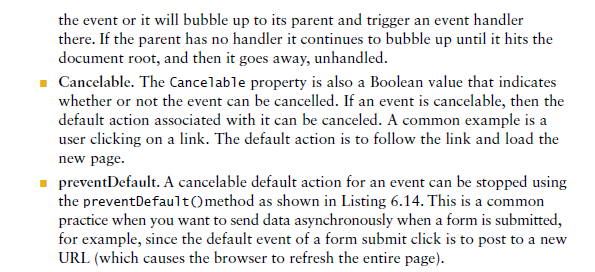 the event or it will bubble up to its parent and trigger an event handler
there. If the parent has no handler it continues to bubble up until it hits the
document root, and then it goes away, unhandled.
■ Cancelable. The Cancelable property is also a Boolean value that indicates
whether or not the event can be cancelled. If an event is cancelable, then the
default action associated with it can be canceled. A common example is a
user clicking on a link. The default action is to follow the link and load the
new page.
■ preventDefault. A cancelable default action for an event can be stopped using
the preventDefault()method as shown in Listing 6.14. This is a common
practice when you want to send data asynchronously when a form is submitted,
for example, since the default event of a form submit click is to post to a new
URL (which causes the browser to refresh the entire page).